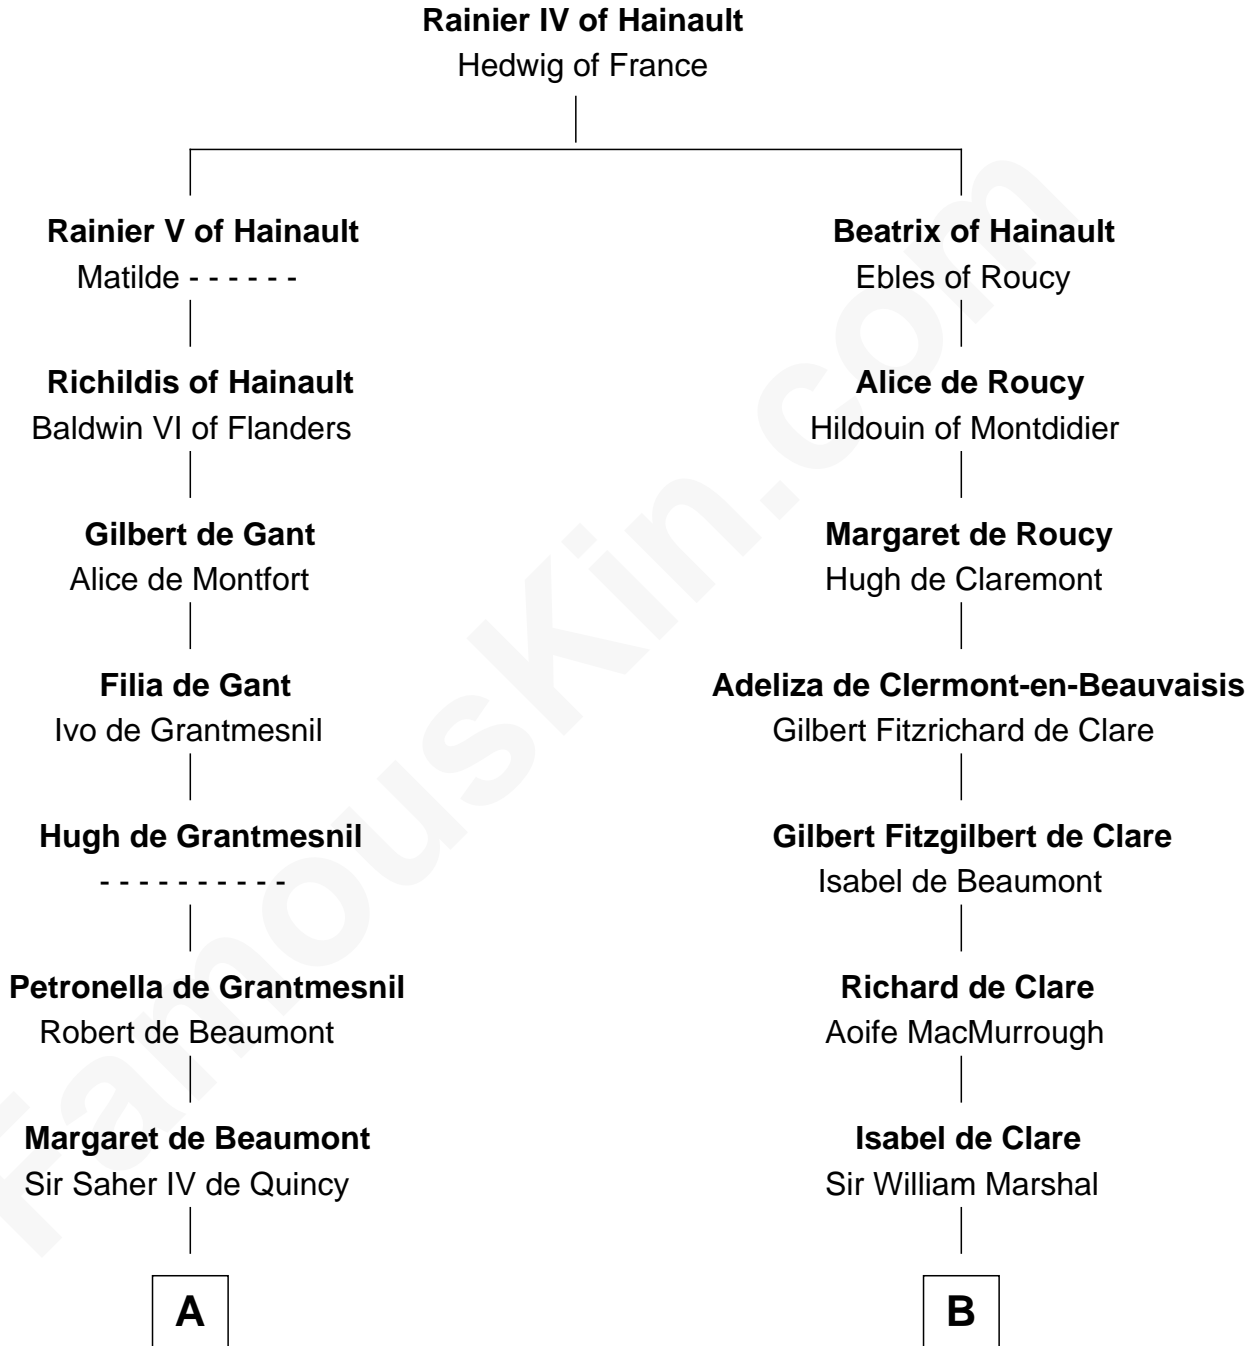 Rainier IV of Hainault
Hedwig of France
Rainier V of Hainault
Matilde - - - - - -
Richildis of Hainault
Baldwin VI of Flanders
Gilbert de Gant
Alice de Montfort
Filia de Gant
Ivo de Grantmesnil
Hugh de Grantmesnil
- - - - - - - - - -
Petronella de Grantmesnil
Robert de Beaumont
Margaret de Beaumont
Sir Saher IV de Quincy
A
Beatrix of Hainault
Ebles of Roucy
Alice de Roucy
Hildouin of Montdidier
Margaret de Roucy
Hugh de Claremont
Adeliza de Clermont-en-Beauvaisis
Gilbert Fitzrichard de Clare
Gilbert Fitzgilbert de Clare
Isabel de Beaumont
Richard de Clare
Aoife MacMurrough
Isabel de Clare
Sir William Marshal
B
FamousKin.com